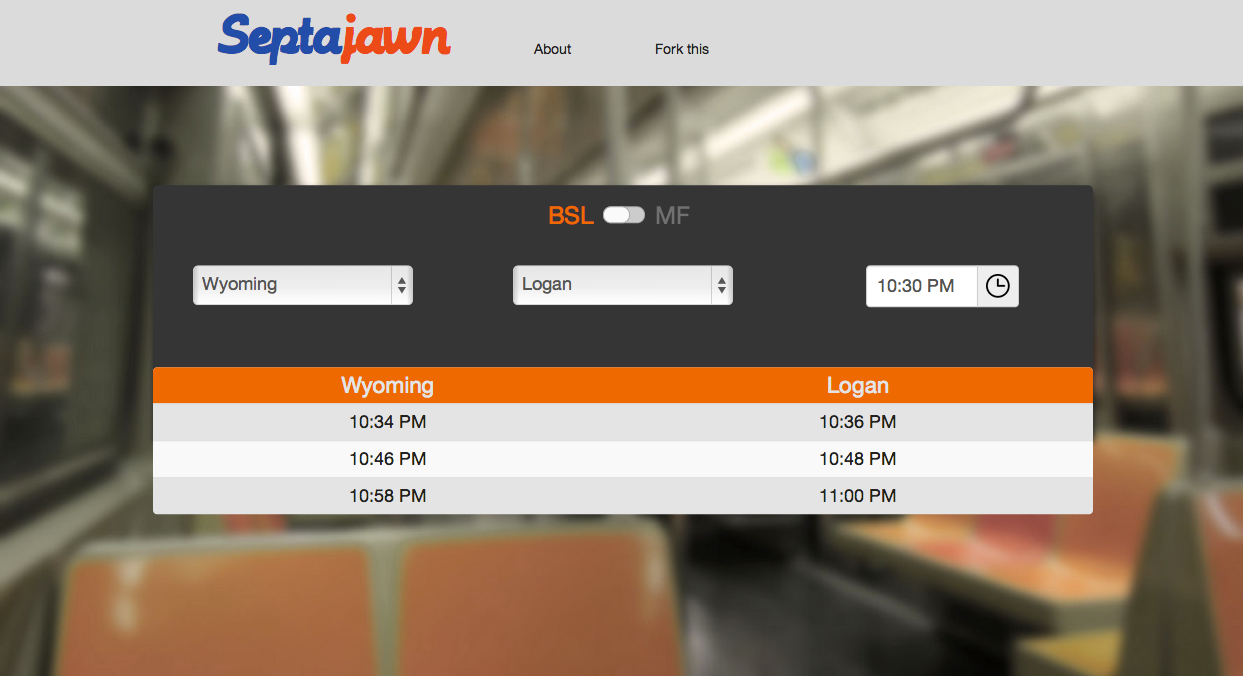 Septajawn
About
Fork this
BSL MF
Wyoming
Logan
10:30 PM
Wyoming Logan
10:34 PM 10:36 PM
10:46 PM 10:48 PM
10:58 PM 11:00 PM